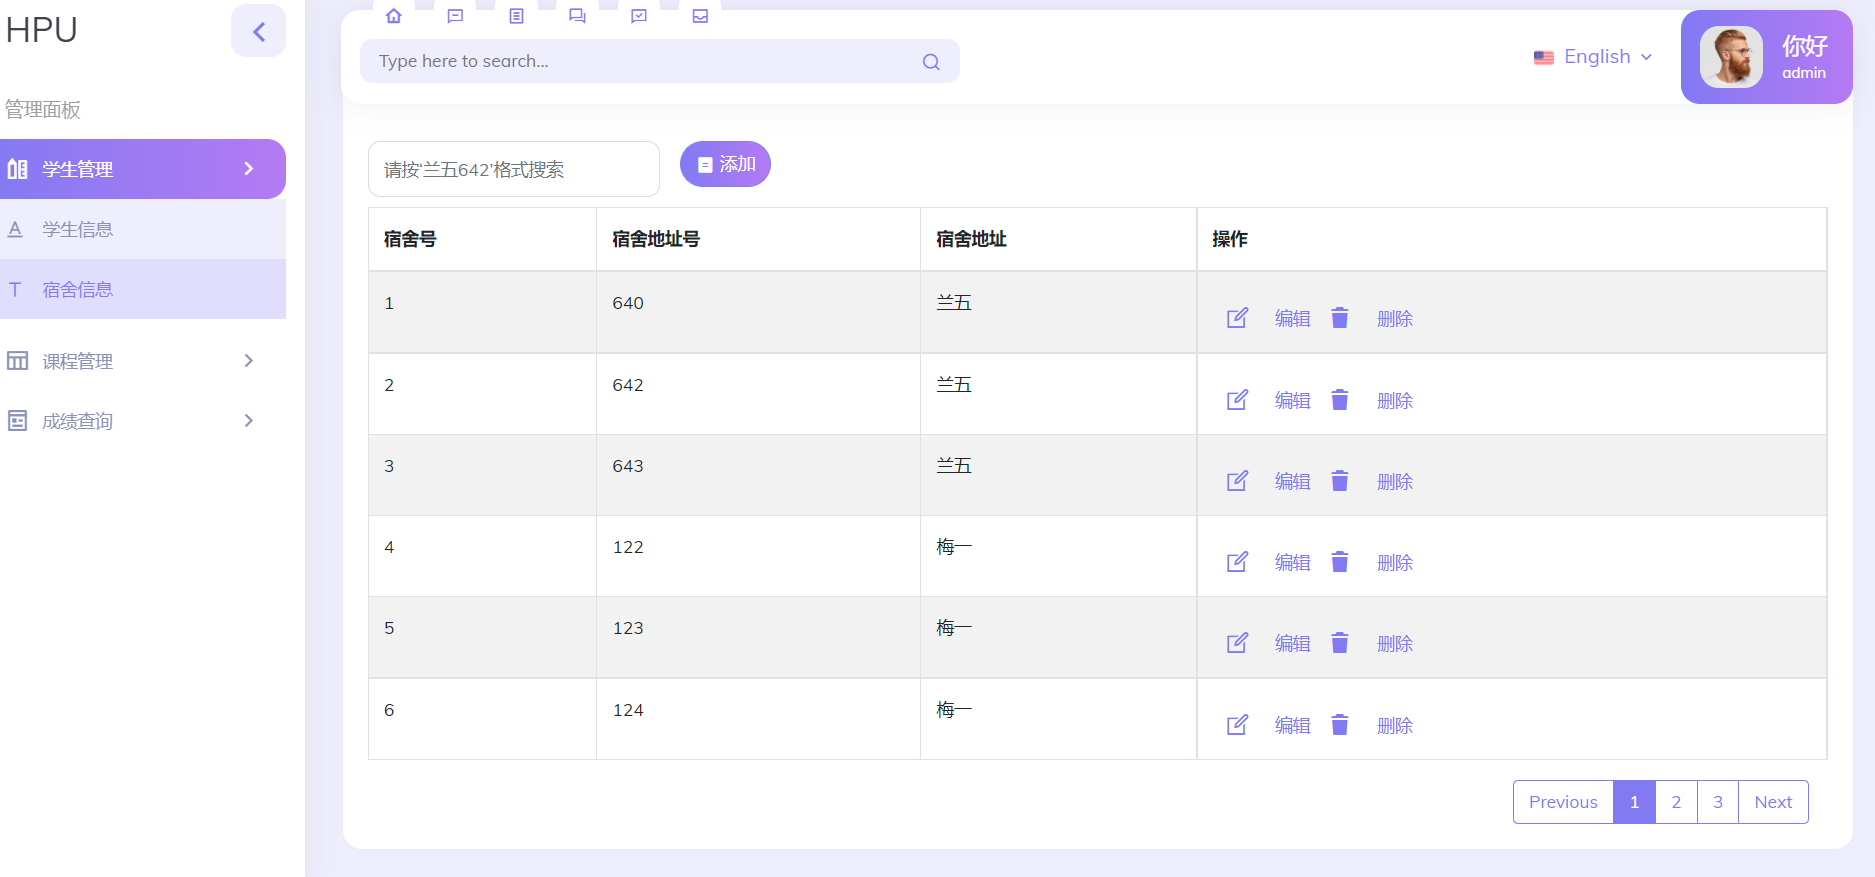 HPU
管理面板
学生管理
学生信息
宿舍信息
课程管理
成绩查询
Type here to search...
English
你好
admin
请按‘兰五642’格式搜索
添加
宿舍号 宿舍地址号 宿舍地址 操作
1 640 兰五 编辑 删除
2 642 兰五 编辑 删除
3 643 兰五 编辑 删除
4 122 梅一 编辑 删除
5 123 梅一 编辑 删除
6 124 梅一 编辑 删除
Previous 1 2 3 Next